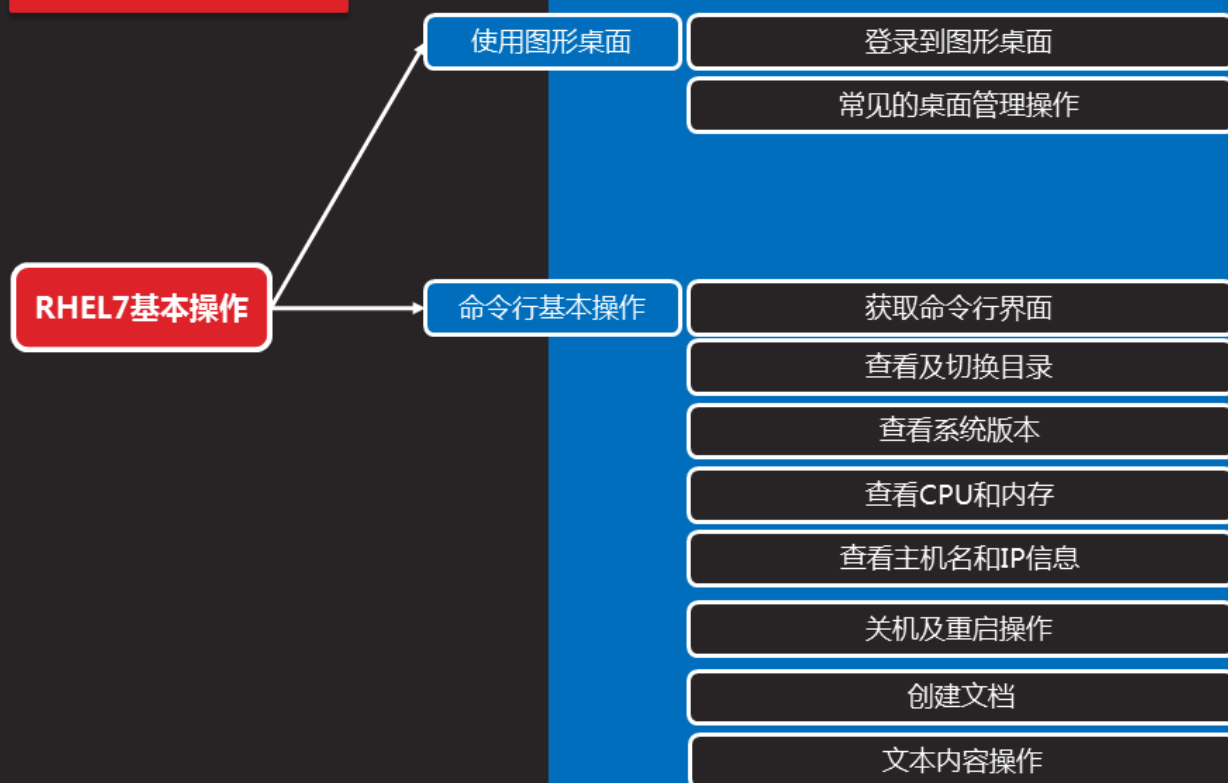 使用图形桌面
登录到图形桌面
常见的桌面管理操作
RHEL7基本操作
命令行基本操作
获取命令行界面
查看及切换目录
查看系统版本
查看CPU和内存
查看主机名和IP信息
关机及重启操作
创建文档
文本内容操作